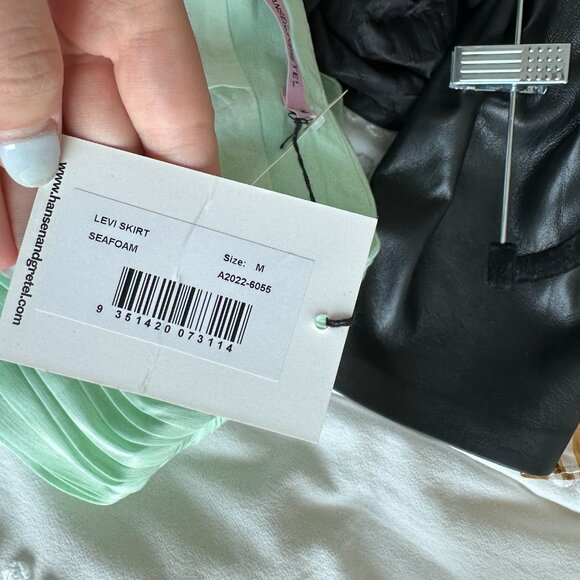 www.hansenandgretel.com
LEVI SKIRT
SEAFOAM
Size: M
A2022-6055
9 351420 073114